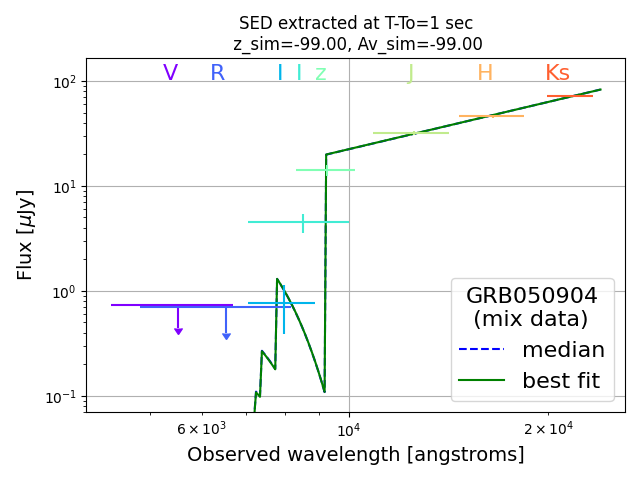 SED extracted at T-To=1 sec
z_sim=-99.00, Av_sim=-99.00
V R I I z J H Ks
10²
10¹
10⁰
10⁻¹
Flux [μJy]
GRB050904
(mix data)
median
best fit
6 × 10³ 10⁴ 2 × 10⁴
Observed wavelength [angstroms]